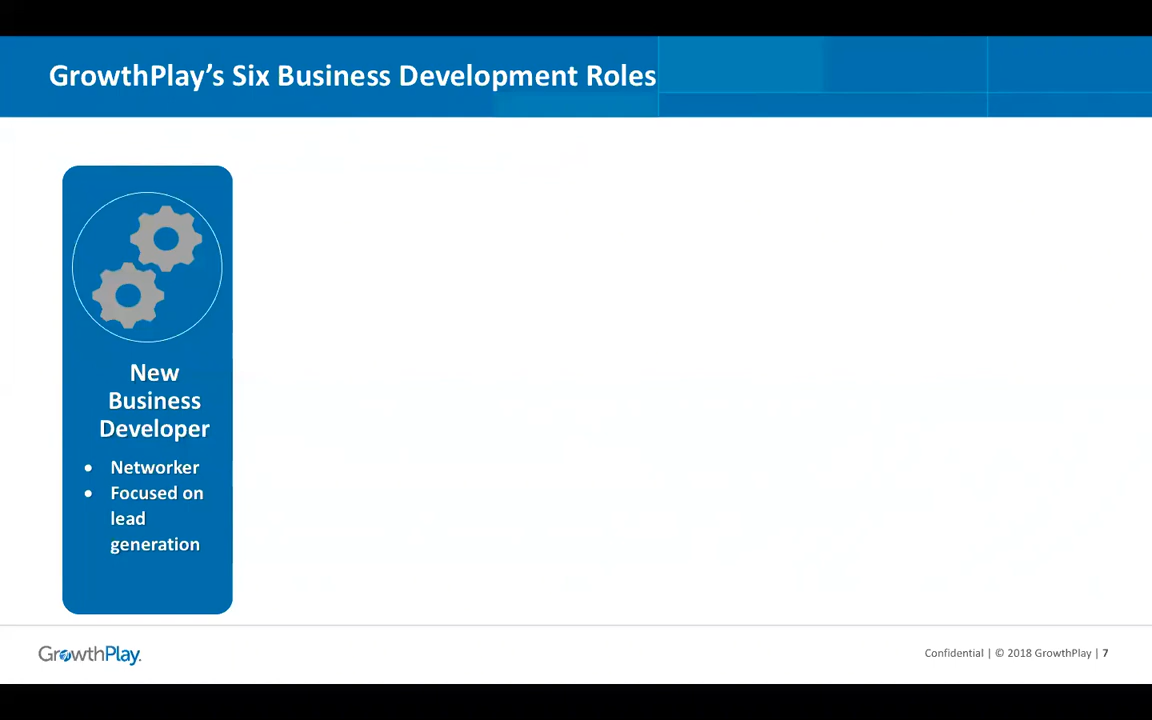 GrowthPlay’s Six Business Development Roles
New
Business
Developer
• Networker
• Focused on
lead
generation
GrowthPlay.
Confidential | © 2018 GrowthPlay | 7